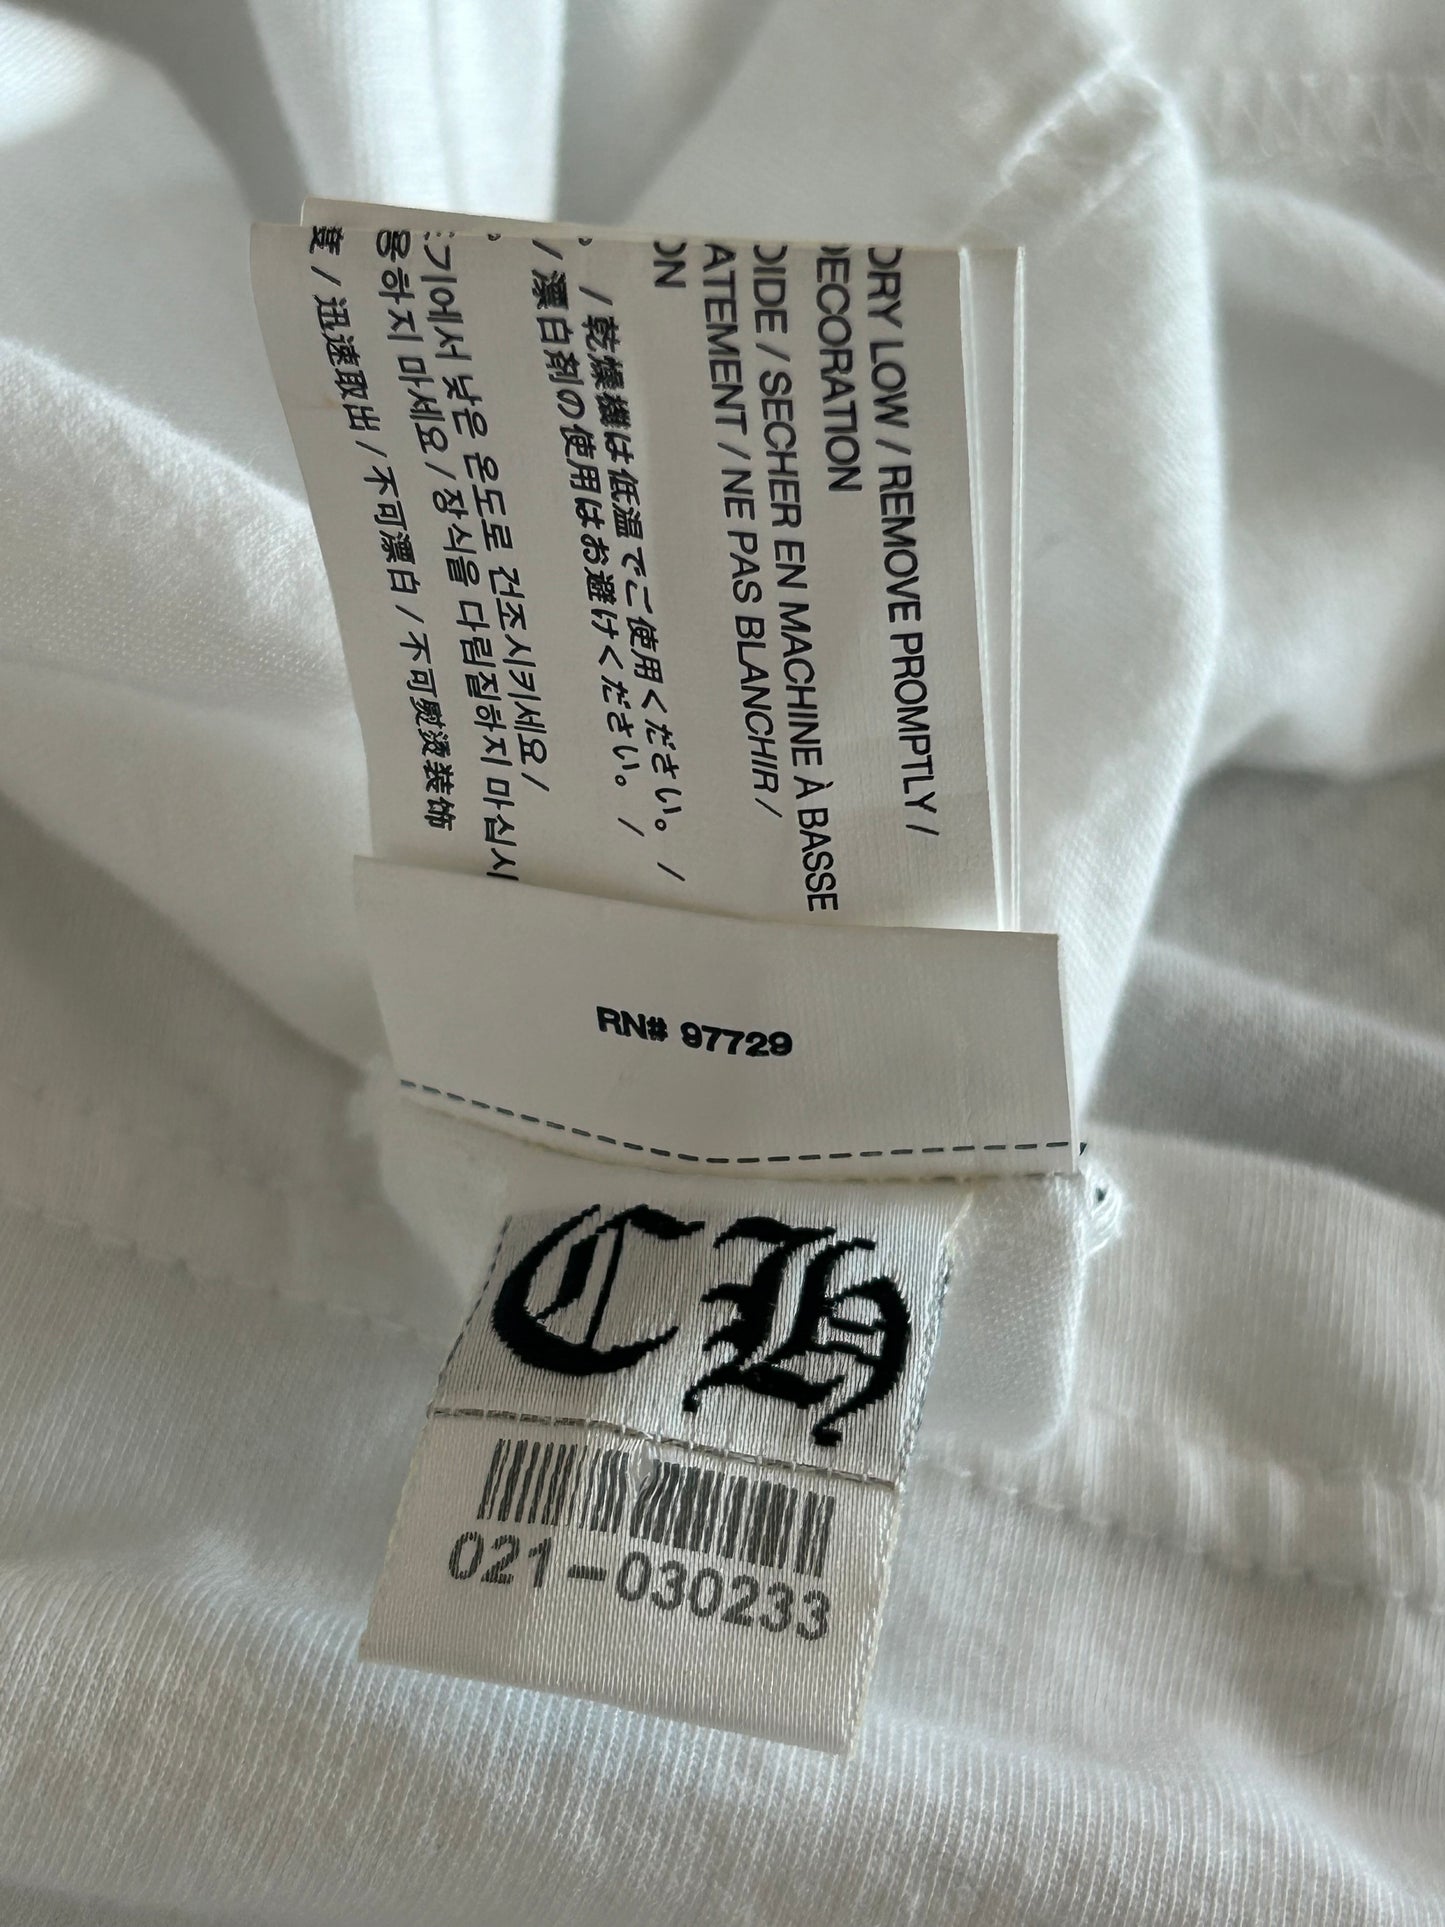 DRY LOW / REMOVE PROMPTLY /
DECORATION
OIDE / SECHER EN MACHINE À BASSE
ATEMENT / NE PAS BLANCHIR /
ON
。/ 乾燥機は低温でご使用ください。 /
/ 漂白剤の使用はお避けください。 /
기에서 낮은 온도로 건조시키세요 /
용하지 마세요 / 장식을 다림질하지 마십시
/ 迅速取出 / 不可漂白 / 不可熨烫装饰
RN# 97729
CH
021-030233